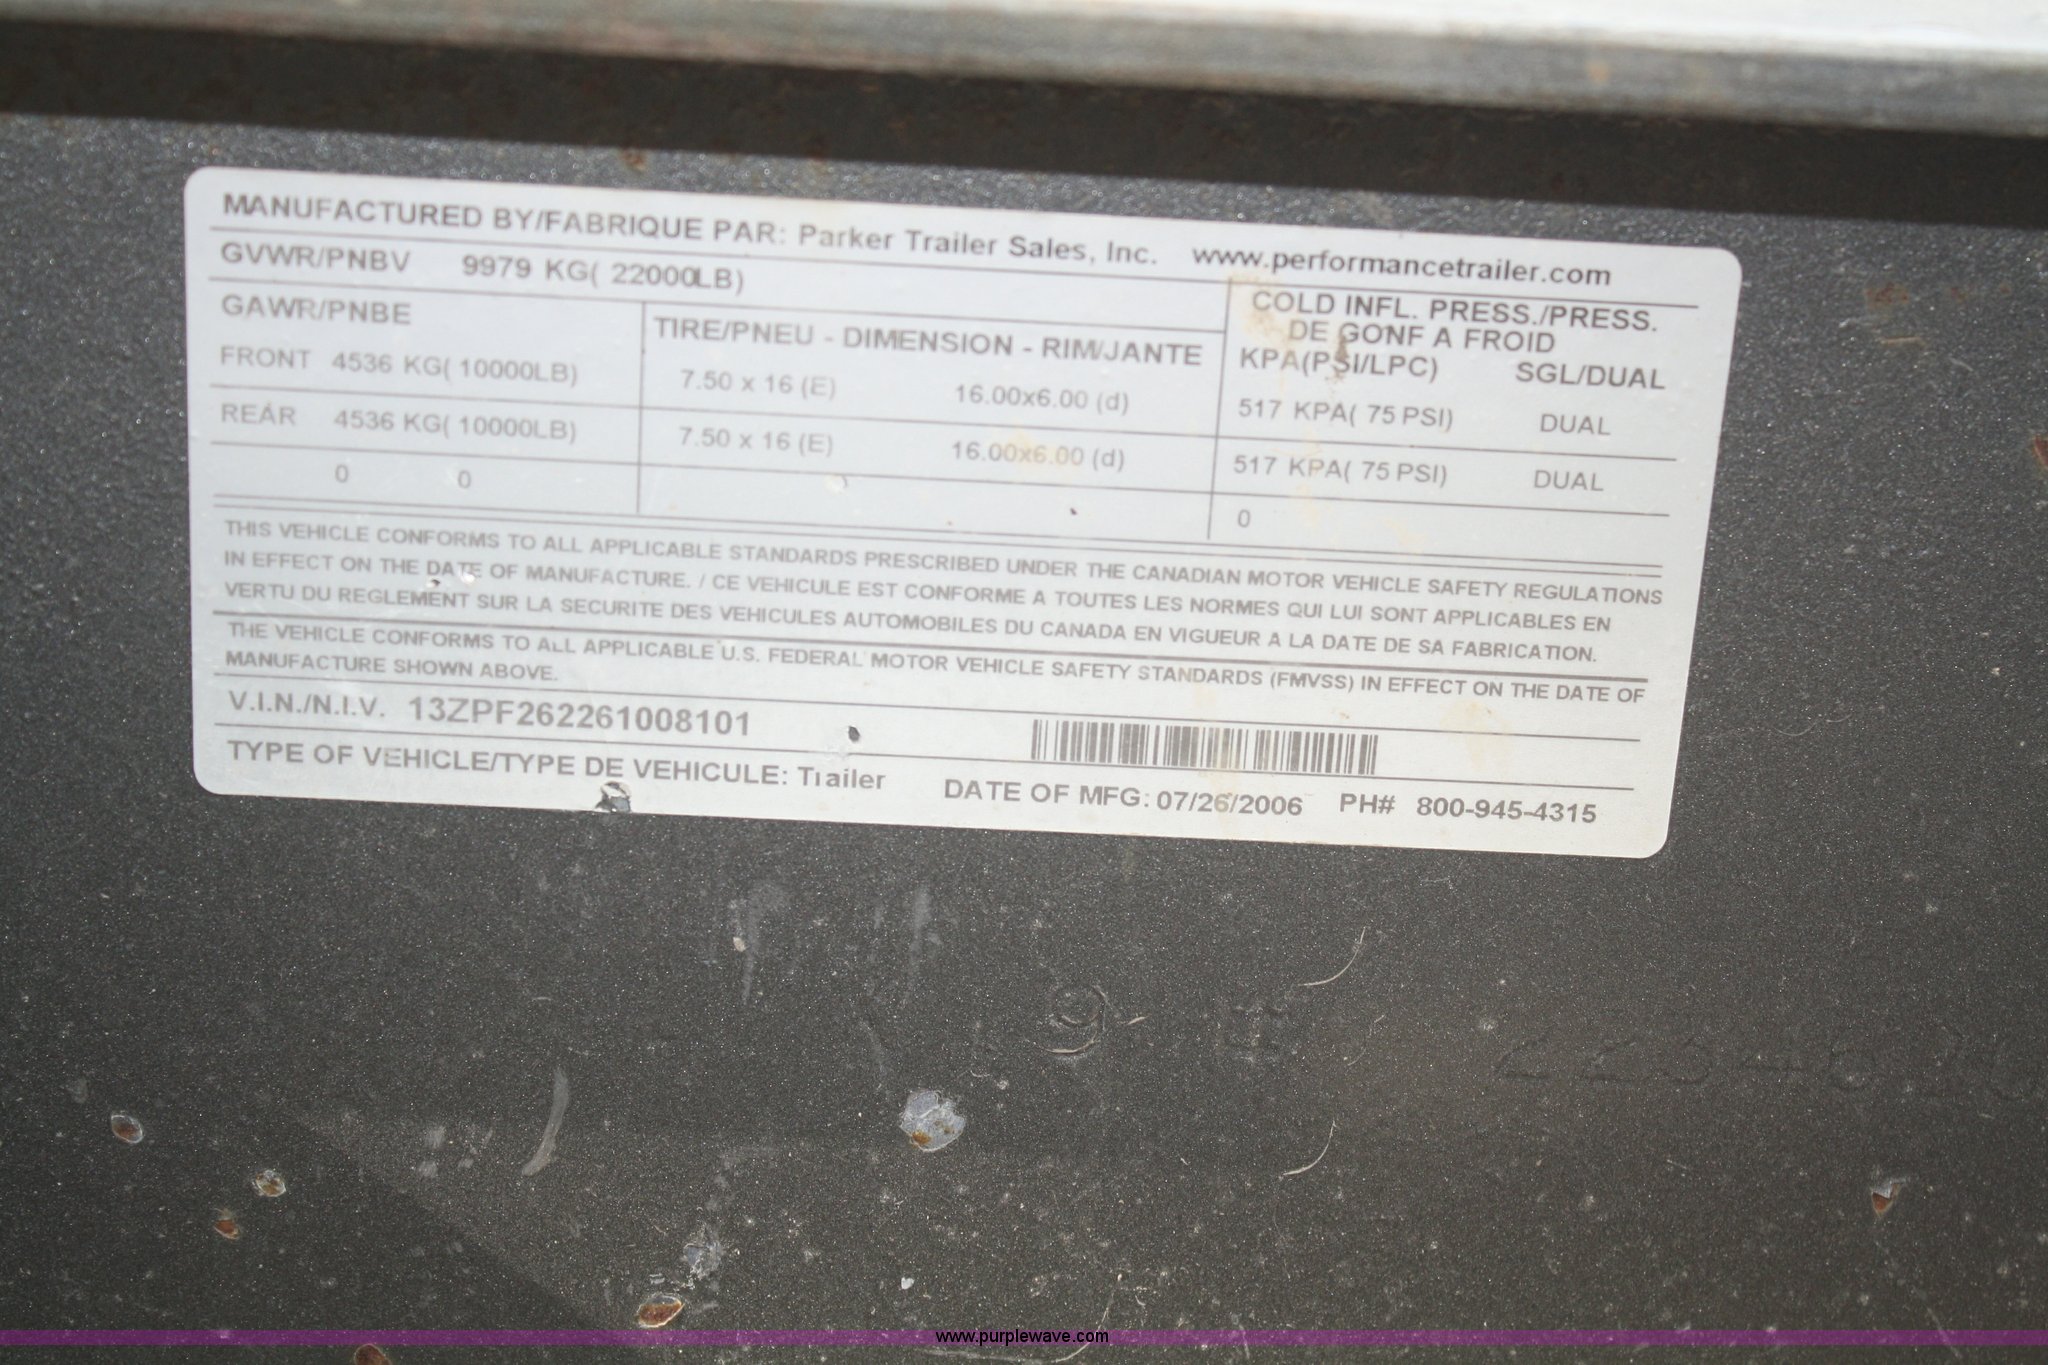 MANUFACTURED BY/FABRIQUE PAR: Parker Trailer Sales, Inc. www.performancetrailer.com
GVWR/PNBV 9979 KG( 22000LB)
GAWR/PNBE TIRE/PNEU - DIMENSION - RIM/JANTE COLD INFL. PRESS./PRESS.
DE GONF A FROID
KPA(PSI/LPC) SGL/DUAL
FRONT 4536 KG( 10000LB) 7.50 x 16 (E) 16.00x6.00 (d) 517 KPA( 75 PSI) DUAL
REAR 4536 KG( 10000LB) 7.50 x 16 (E) 16.00x6.00 (d) 517 KPA( 75 PSI) DUAL
0 0 0
THIS VEHICLE CONFORMS TO ALL APPLICABLE STANDARDS PRESCRIBED UNDER THE CANADIAN MOTOR VEHICLE SAFETY REGULATIONS
IN EFFECT ON THE DATE OF MANUFACTURE. / CE VEHICULE EST CONFORME A TOUTES LES NORMES QUI LUI SONT APPLICABLES EN
VERTU DU REGLEMENT SUR LA SECURITE DES VEHICULES AUTOMOBILES DU CANADA EN VIGUEUR A LA DATE DE SA FABRICATION.
THE VEHICLE CONFORMS TO ALL APPLICABLE U.S. FEDERAL MOTOR VEHICLE SAFETY STANDARDS (FMVSS) IN EFFECT ON THE DATE OF
MANUFACTURE SHOWN ABOVE.
V.I.N./N.I.V. 13ZPF262261008101
TYPE OF VEHICLE/TYPE DE VEHICULE: Trailer DATE OF MFG: 07/26/2006 PH# 800-945-4315
www.purplewave.com